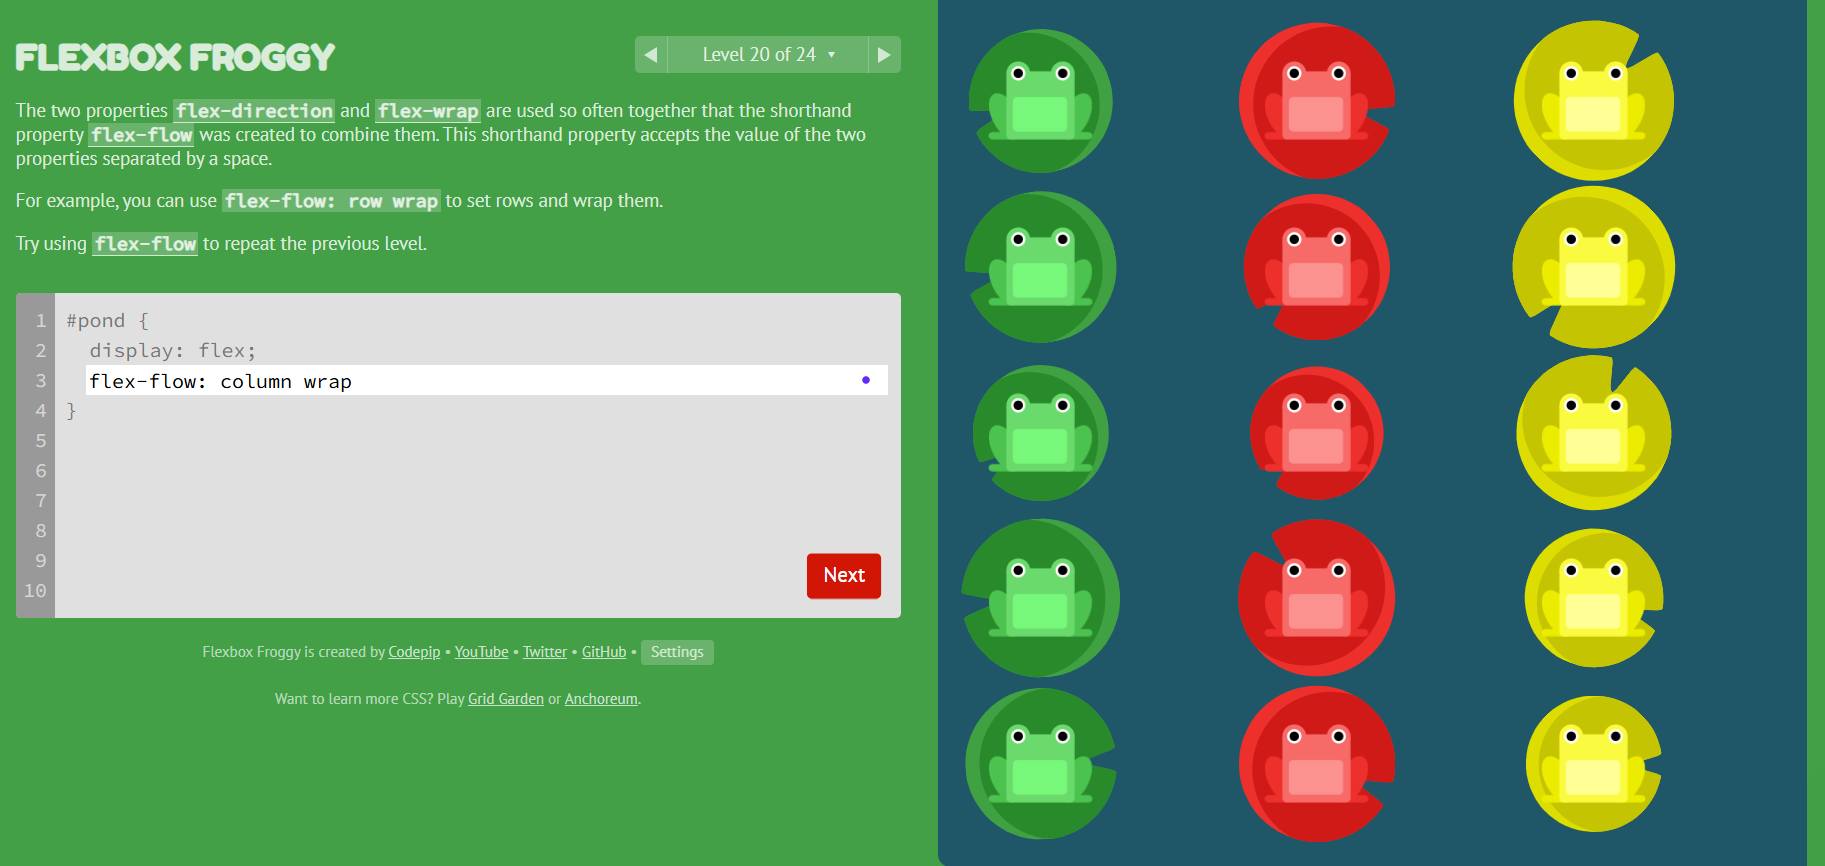 FLEXBOX FROGGY
◀ Level 20 of 24 ▾ ▶
The two properties flex-direction and flex-wrap are used so often together that the shorthand
property flex-flow was created to combine them. This shorthand property accepts the value of the two
properties separated by a space.
For example, you can use flex-flow: row wrap to set rows and wrap them.
Try using flex-flow to repeat the previous level.
1 #pond {
2 display: flex;
3 flex-flow: column wrap
4 }
5
6
7
8
9
10
Next
Flexbox Froggy is created by Codepip • YouTube • Twitter • GitHub • Settings
Want to learn more CSS? Play Grid Garden or Anchoreum.